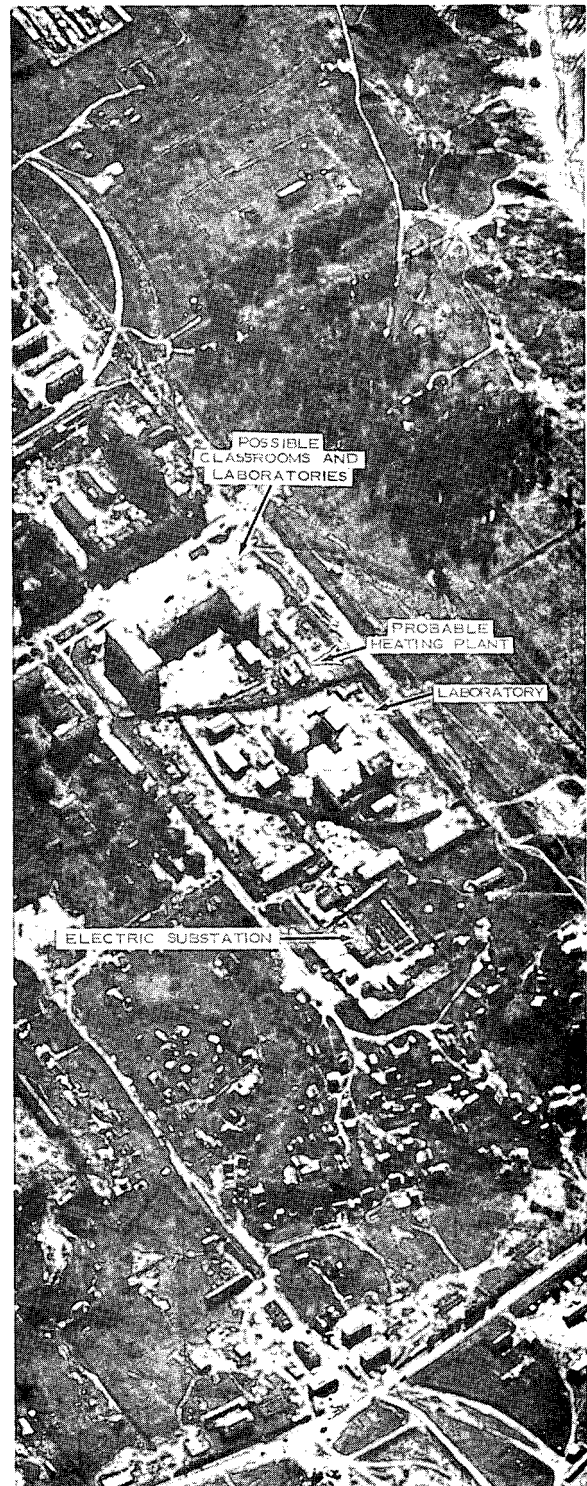 POSSIBLE
CLASSROOMS AND
LABORATORIES
PROBABLE
HEATING PLANT
LABORATORY
ELECTRIC SUBSTATION